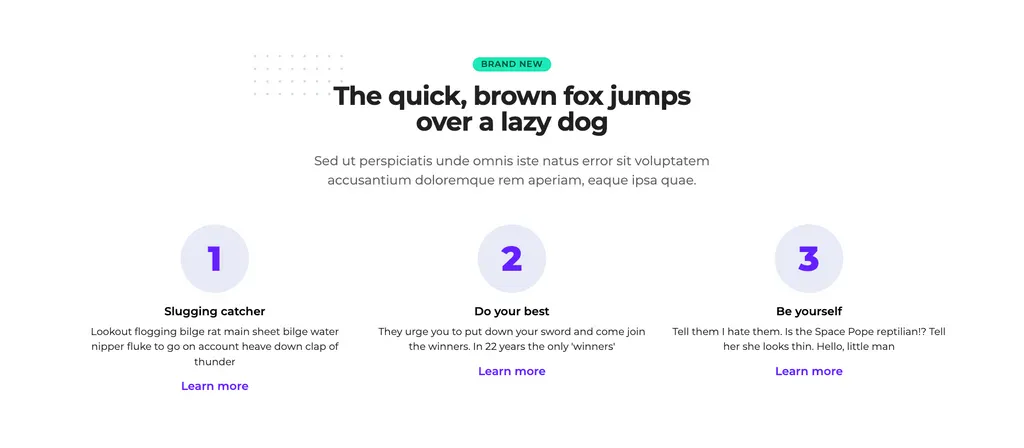 BRAND NEW
The quick, brown fox jumps
over a lazy dog
Sed ut perspiciatis unde omnis iste natus error sit voluptatem
accusantium doloremque rem aperiam, eaque ipsa quae.
1
Slugging catcher
Lookout flogging bilge rat main sheet bilge water
nipper fluke to go on account heave down clap of
thunder
Learn more
2
Do your best
They urge you to put down your sword and come join
the winners. In 22 years the only 'winners'
Learn more
3
Be yourself
Tell them I hate them. Is the Space Pope reptilian!? Tell
her she looks thin. Hello, little man
Learn more